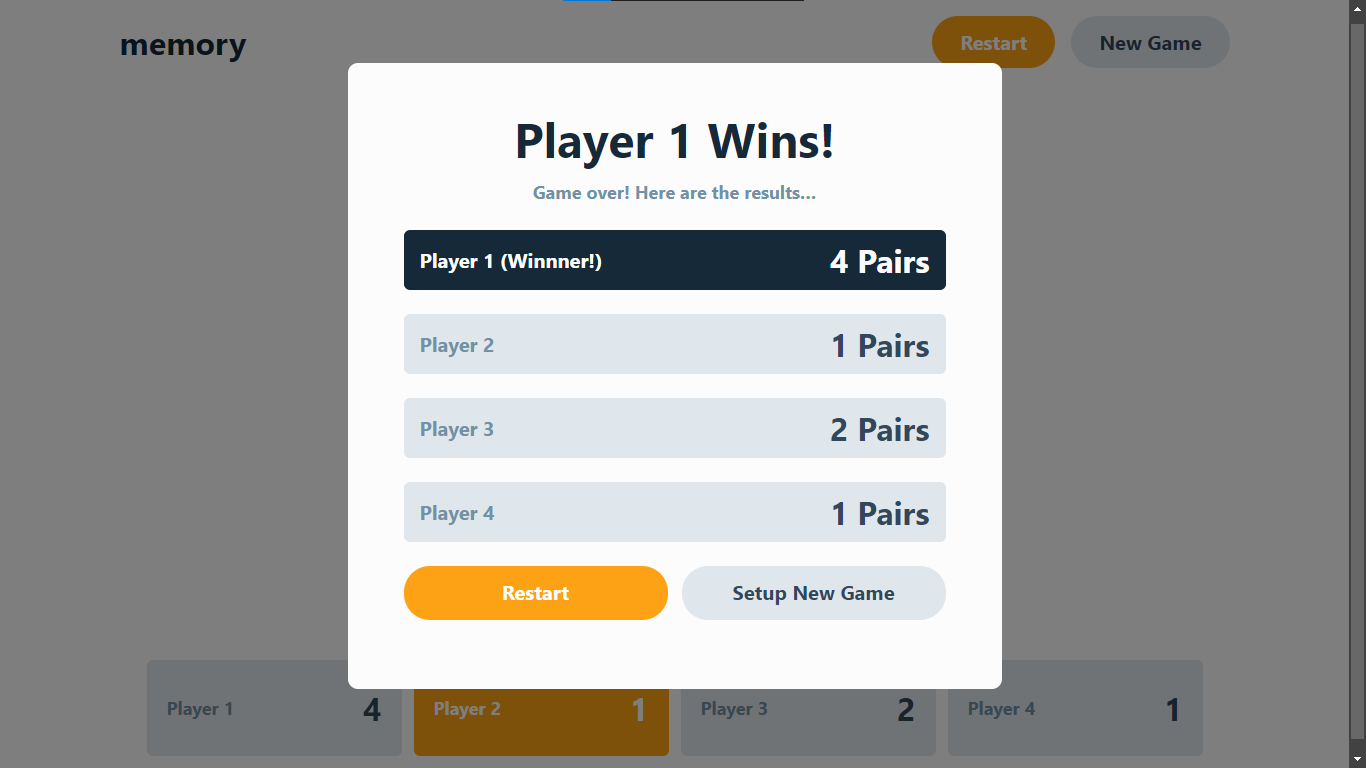 memory
Restart
New Game
Player 1 Wins!
Game over! Here are the results...
Player 1 (Winnner!)
4 Pairs
Player 2
1 Pairs
Player 3
2 Pairs
Player 4
1 Pairs
Restart
Setup New Game
Player 1
4
Player 2
1
Player 3
2
Player 4
1